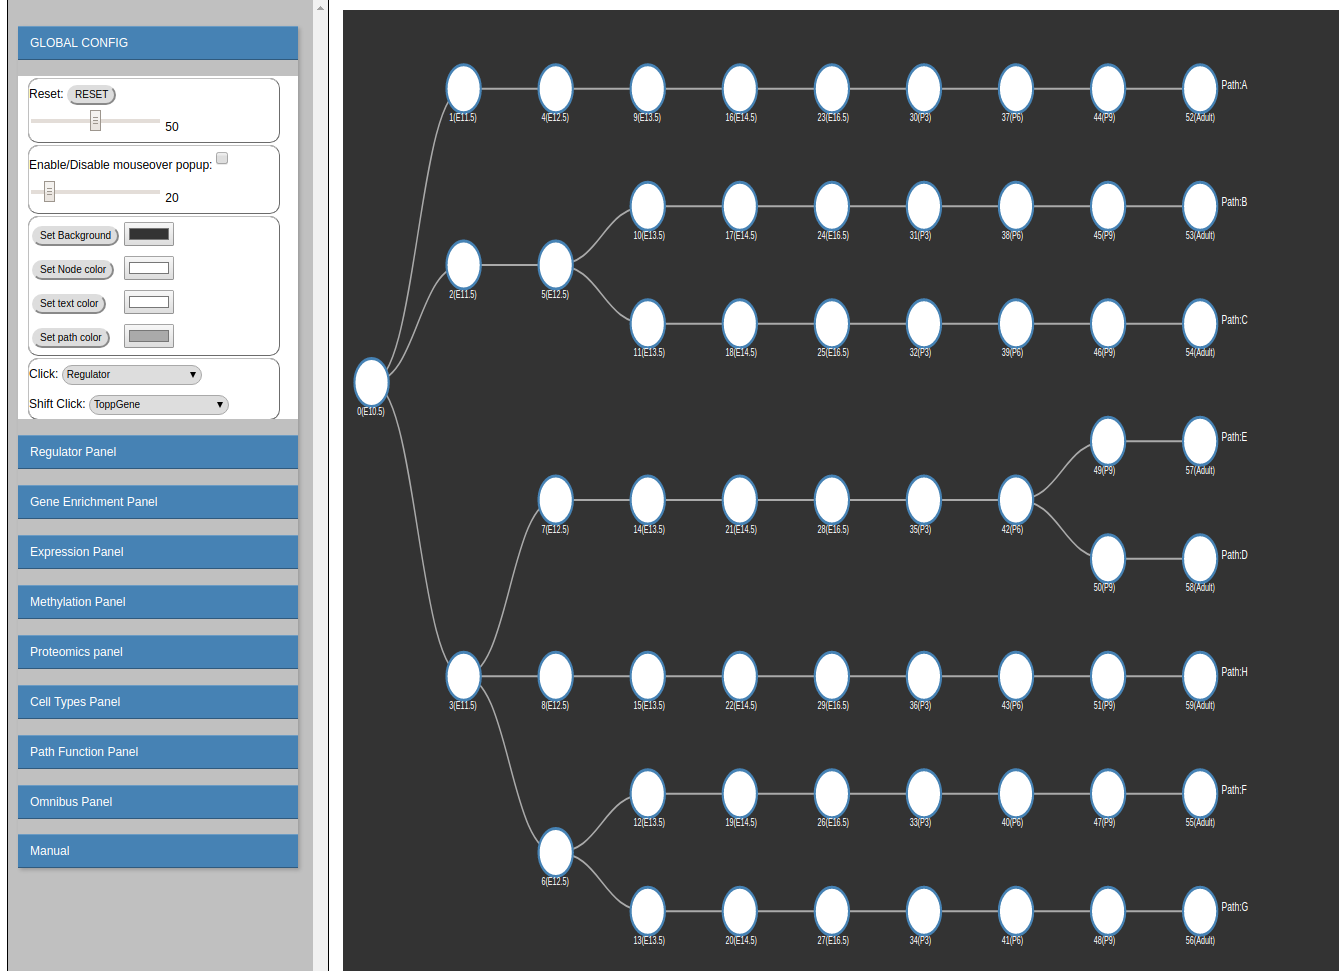 GLOBAL CONFIG
Reset: RESET
50
Enable/Disable mouseover popup:
20
Set Background
Set Node color
Set text color
Set path color
Click: Regulator
Shift Click: ToppGene
Regulator Panel
Gene Enrichment Panel
Expression Panel
Methylation Panel
Proteomics panel
Cell Types Panel
Path Function Panel
Omnibus Panel
Manual
Path:A
1(E11.5) 4(E12.5) 9(E13.5) 16(E14.5) 23(E16.5) 30(P3) 37(P6) 44(P9) 52(Adult)
Path:B
10(E13.5) 17(E14.5) 24(E16.5) 31(P3) 38(P6) 45(P9) 53(Adult)
2(E11.5) 5(E12.5)
Path:C
11(E13.5) 18(E14.5) 25(E16.5) 32(P3) 39(P6) 46(P9) 54(Adult)
0(E10.5)
Path:E
49(P9) 57(Adult)
7(E12.5) 14(E13.5) 21(E14.5) 28(E16.5) 35(P3) 42(P6)
Path:D
50(P9) 58(Adult)
Path:H
3(E11.5) 8(E12.5) 15(E13.5) 22(E14.5) 29(E16.5) 36(P3) 43(P6) 51(P9) 59(Adult)
Path:F
12(E13.5) 19(E14.5) 26(E16.5) 33(P3) 40(P6) 47(P9) 55(Adult)
6(E12.5)
Path:G
13(E13.5) 20(E14.5) 27(E16.5) 34(P3) 41(P6) 48(P9) 56(Adult)